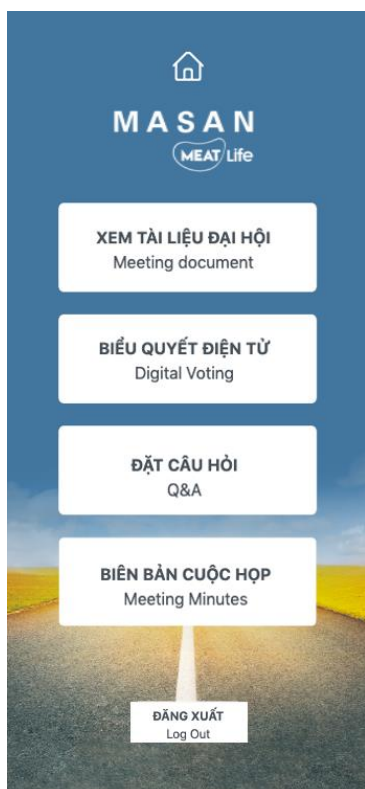 MASAN
MEAT Life
XEM TÀI LIỆU ĐẠI HỘI
Meeting document
BIỂU QUYẾT ĐIỆN TỬ
Digital Voting
ĐẶT CÂU HỎI
Q&A
BIÊN BẢN CUỘC HỌP
Meeting Minutes
ĐĂNG XUẤT
Log Out